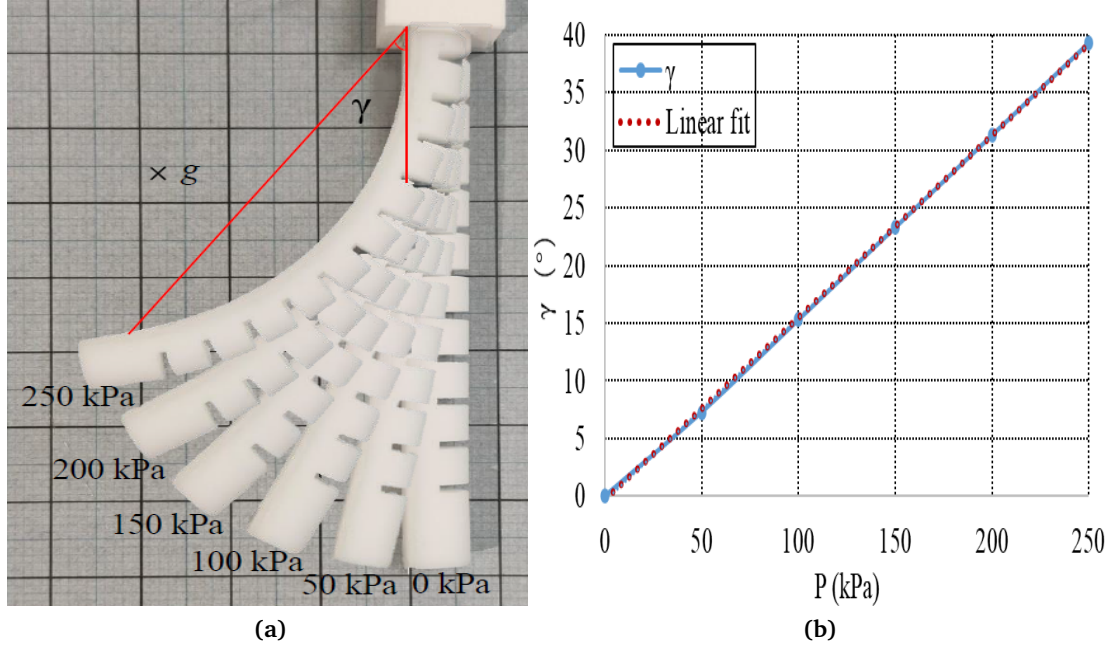 γ
× g
250 kPa
200 kPa
150 kPa
100 kPa
50 kPa
0 kPa
(a)
40
35
30
25
20
15
10
5
0
γ (°)
γ
Linear fit
0 50 100 150 200 250
P (kPa)
(b)